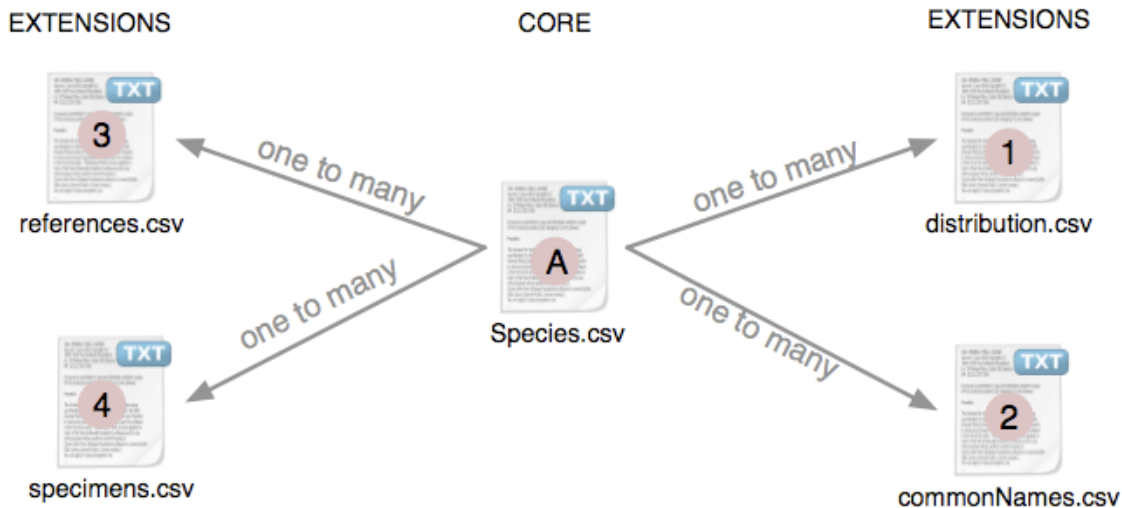 EXTENSIONS
CORE
EXTENSIONS
TXT
3
references.csv
one to many
one to many
TXT
1
distribution.csv
TXT
A
Species.csv
one to many
one to many
TXT
4
specimens.csv
TXT
2
commonNames.csv